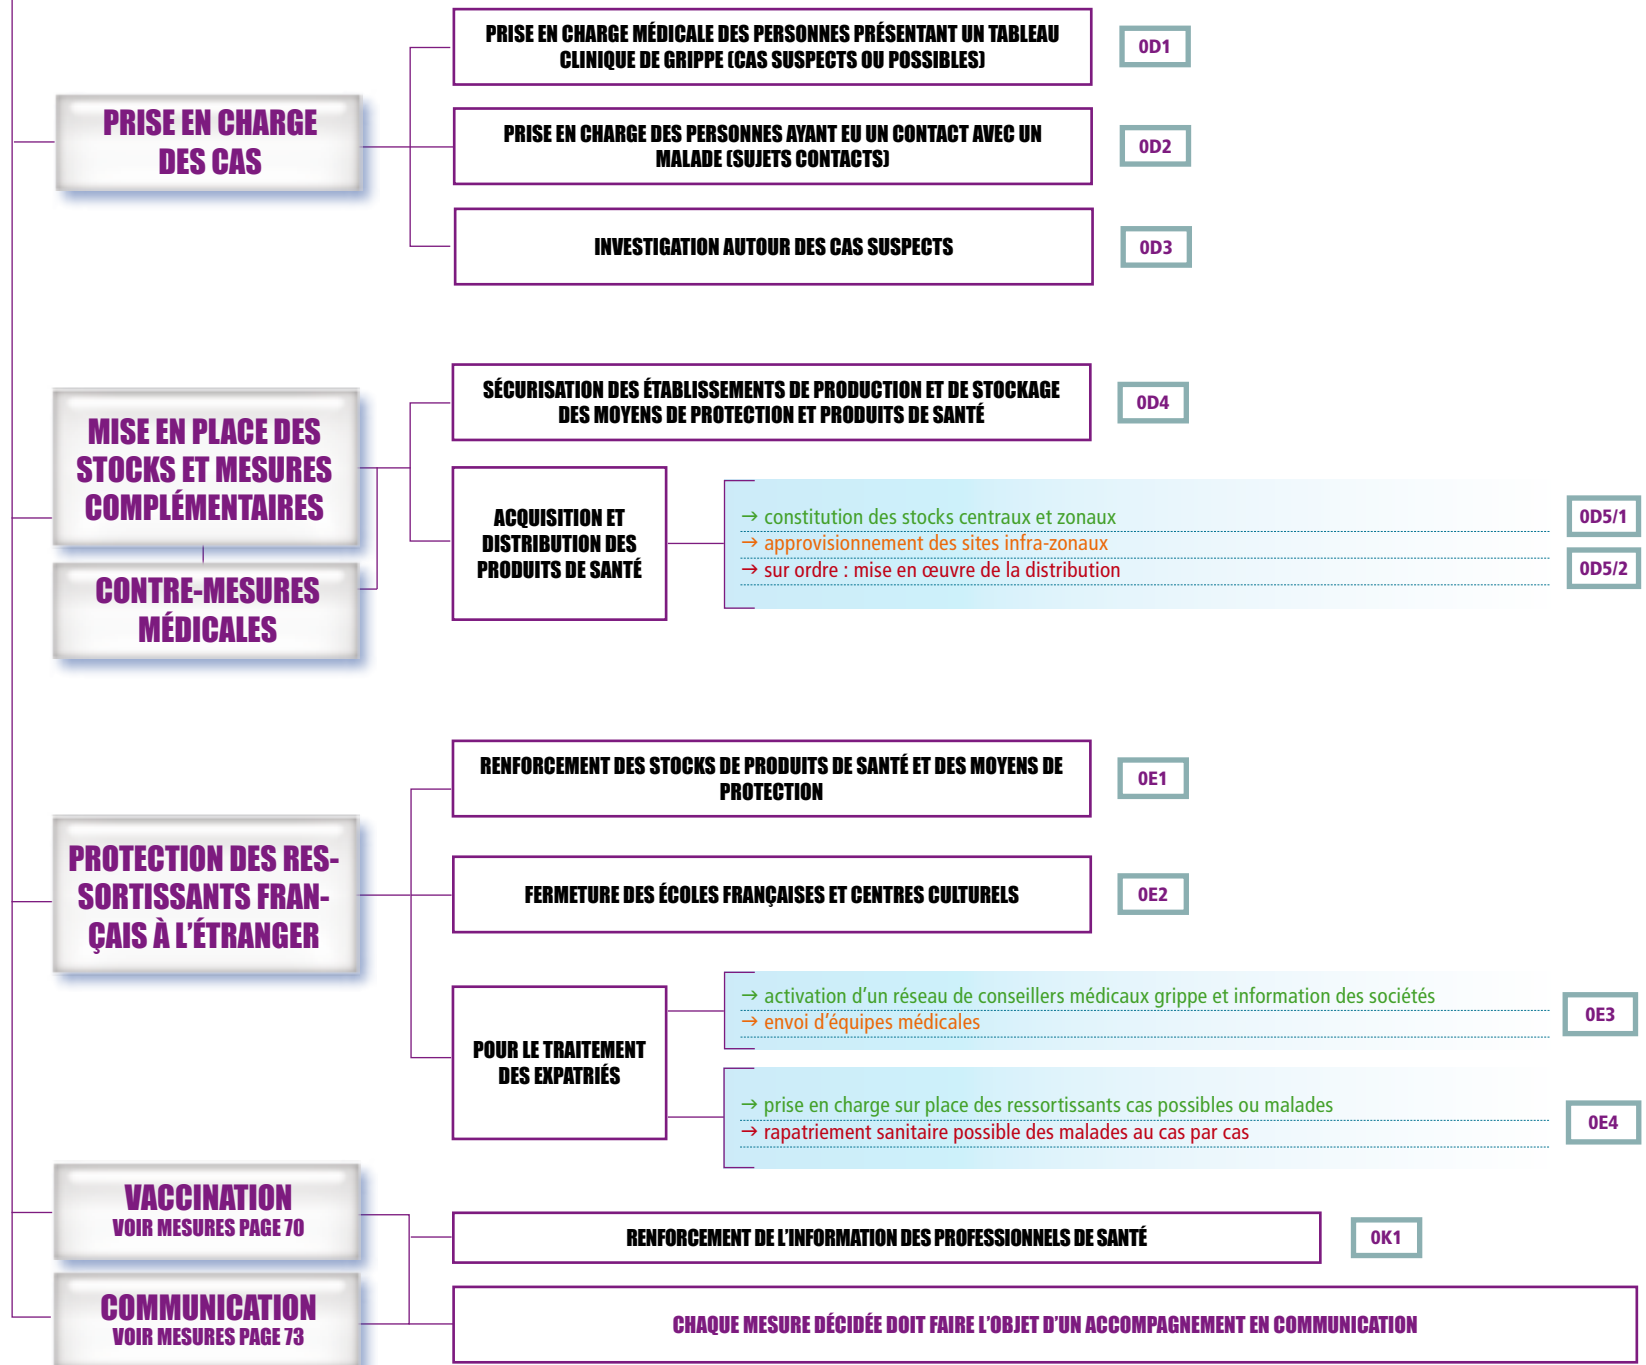 PRISE EN CHARGE
DES CAS
PRISE EN CHARGE MÉDICALE DES PERSONNES PRÉSENTANT UN TABLEAU
CLINIQUE DE GRIPPE (CAS SUSPECTS OU POSSIBLES)
0D1
PRISE EN CHARGE DES PERSONNES AYANT EU UN CONTACT AVEC UN
MALADE (SUJETS CONTACTS)
0D2
INVESTIGATION AUTOUR DES CAS SUSPECTS
0D3
MISE EN PLACE DES
STOCKS ET MESURES
COMPLÉMENTAIRES
CONTRE-MESURES
MÉDICALES
SÉCURISATION DES ÉTABLISSEMENTS DE PRODUCTION ET DE STOCKAGE
DES MOYENS DE PROTECTION ET PRODUITS DE SANTÉ
0D4
ACQUISITION ET
DISTRIBUTION DES
PRODUITS DE SANTÉ
→ constitution des stocks centraux et zonaux
0D5/1
→ approvisionnement des sites infra-zonaux
→ sur ordre : mise en œuvre de la distribution
0D5/2
PROTECTION DES RES-
SORTISSANTS FRAN-
ÇAIS À L'ÉTRANGER
RENFORCEMENT DES STOCKS DE PRODUITS DE SANTÉ ET DES MOYENS DE
PROTECTION
0E1
FERMETURE DES ÉCOLES FRANÇAISES ET CENTRES CULTURELS
0E2
POUR LE TRAITEMENT
DES EXPATRIÉS
→ activation d'un réseau de conseillers médicaux grippe et information des sociétés
→ envoi d'équipes médicales
0E3
→ prise en charge sur place des ressortissants cas possibles ou malades
→ rapatriement sanitaire possible des malades au cas par cas
0E4
VACCINATION
VOIR MESURES PAGE 70
RENFORCEMENT DE L'INFORMATION DES PROFESSIONNELS DE SANTÉ
0K1
COMMUNICATION
VOIR MESURES PAGE 73
CHAQUE MESURE DÉCIDÉE DOIT FAIRE L'OBJET D'UN ACCOMPAGNEMENT EN COMMUNICATION